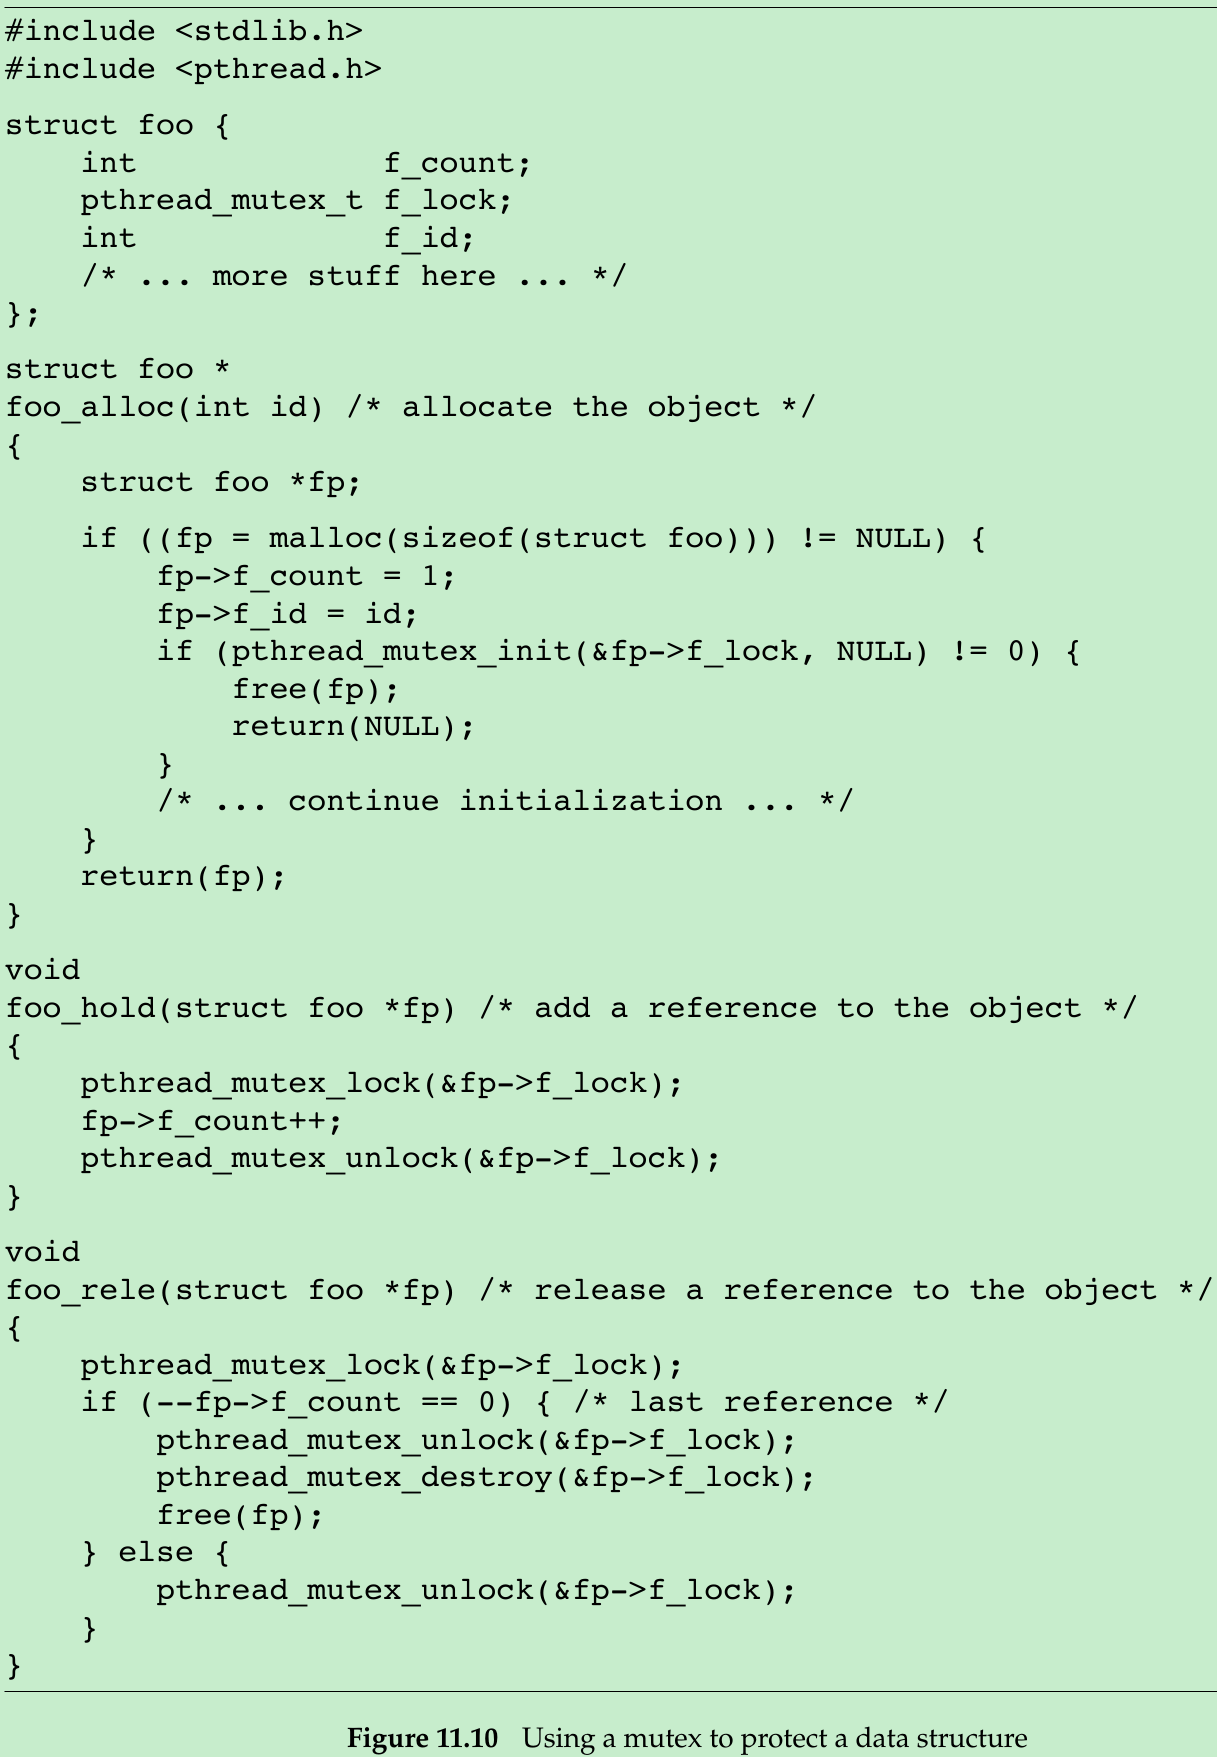 #include <stdlib.h>
#include <pthread.h>
struct foo {
    int             f_count;
    pthread_mutex_t f_lock;
    int             f_id;
    /* ... more stuff here ... */
};
struct foo *
foo_alloc(int id) /* allocate the object */
{
    struct foo *fp;
    if ((fp = malloc(sizeof(struct foo))) != NULL) {
        fp->f_count = 1;
        fp->f_id = id;
        if (pthread_mutex_init(&fp->f_lock, NULL) != 0) {
            free(fp);
            return(NULL);
        }
        /* ... continue initialization ... */
    }
    return(fp);
}
void
foo_hold(struct foo *fp) /* add a reference to the object */
{
    pthread_mutex_lock(&fp->f_lock);
    fp->f_count++;
    pthread_mutex_unlock(&fp->f_lock);
}
void
foo_rele(struct foo *fp) /* release a reference to the object */
{
    pthread_mutex_lock(&fp->f_lock);
    if (--fp->f_count == 0) { /* last reference */
        pthread_mutex_unlock(&fp->f_lock);
        pthread_mutex_destroy(&fp->f_lock);
        free(fp);
    } else {
        pthread_mutex_unlock(&fp->f_lock);
    }
}
Figure 11.10 Using a mutex to protect a data structure